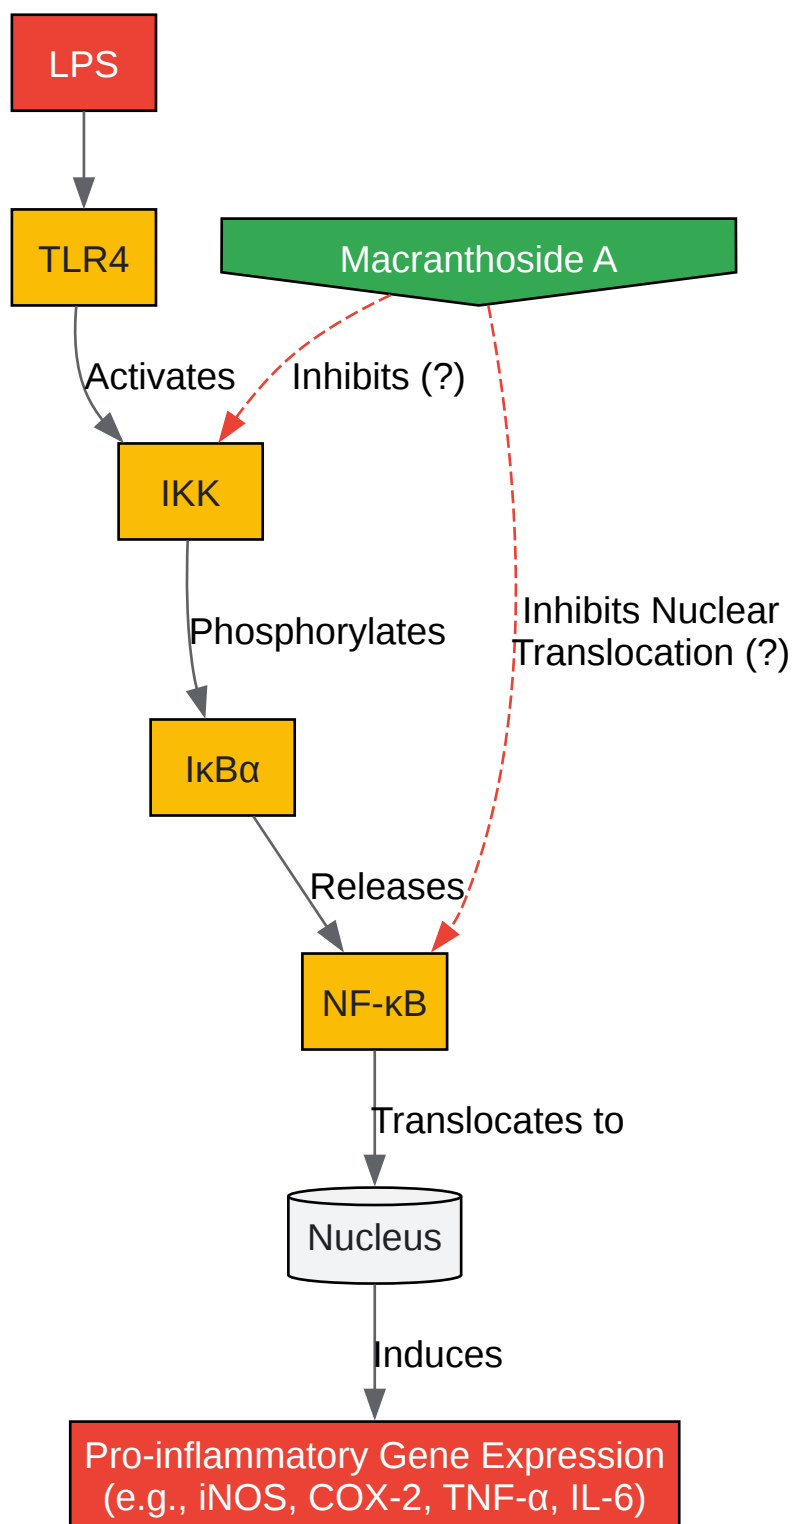 LPS
TLR4
Macranthoside A
Activates
Inhibits (?)
IKK
Phosphorylates
Inhibits Nuclear
Translocation (?)
IκBα
Releases
NF-κB
Translocates to
Nucleus
Induces
Pro-inflammatory Gene Expression
(e.g., iNOS, COX-2, TNF-α, IL-6)